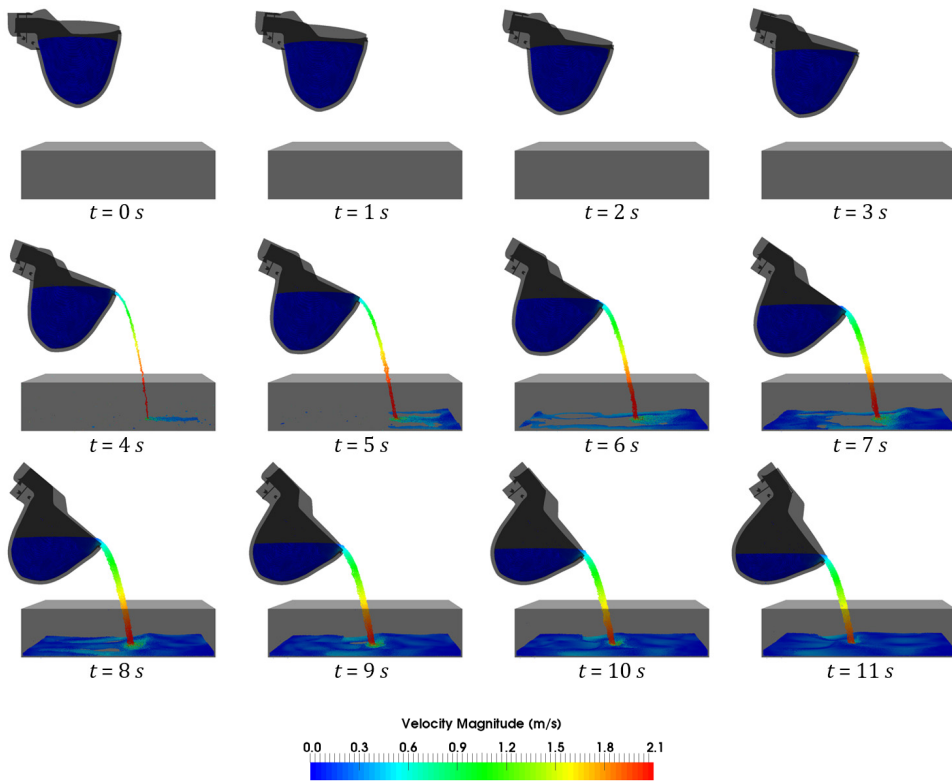 t = 0 s
t = 1 s
t = 2 s
t = 3 s
t = 4 s
t = 5 s
t = 6 s
t = 7 s
t = 8 s
t = 9 s
t = 10 s
t = 11 s
Velocity Magnitude (m/s)
0.0 0.3 0.6 0.9 1.2 1.5 1.8 2.1